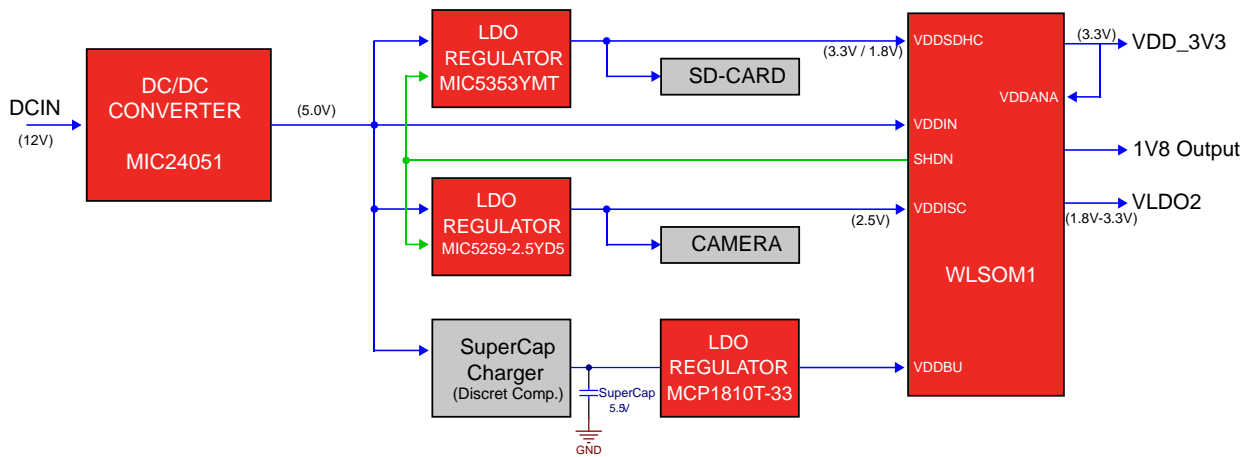 DCIN
(12V)
DC/DC
CONVERTER
MIC24051
(5.0V)
LDO
REGULATOR
MIC5353YMT
(3.3V / 1.8V)
SD-CARD
LDO
REGULATOR
MIC5259-2.5YD5
(2.5V)
CAMERA
SuperCap
Charger
(Discret Comp.)
SuperCap
5.5V
GND
LDO
REGULATOR
MCP1810T-33
VDDSDHC
VDDANA
VDDIN
SHDN
VDDISC
WLSOM1
VDDBU
(3.3V)
VDD_3V3
1V8 Output
VLDO2
(1.8V-3.3V)